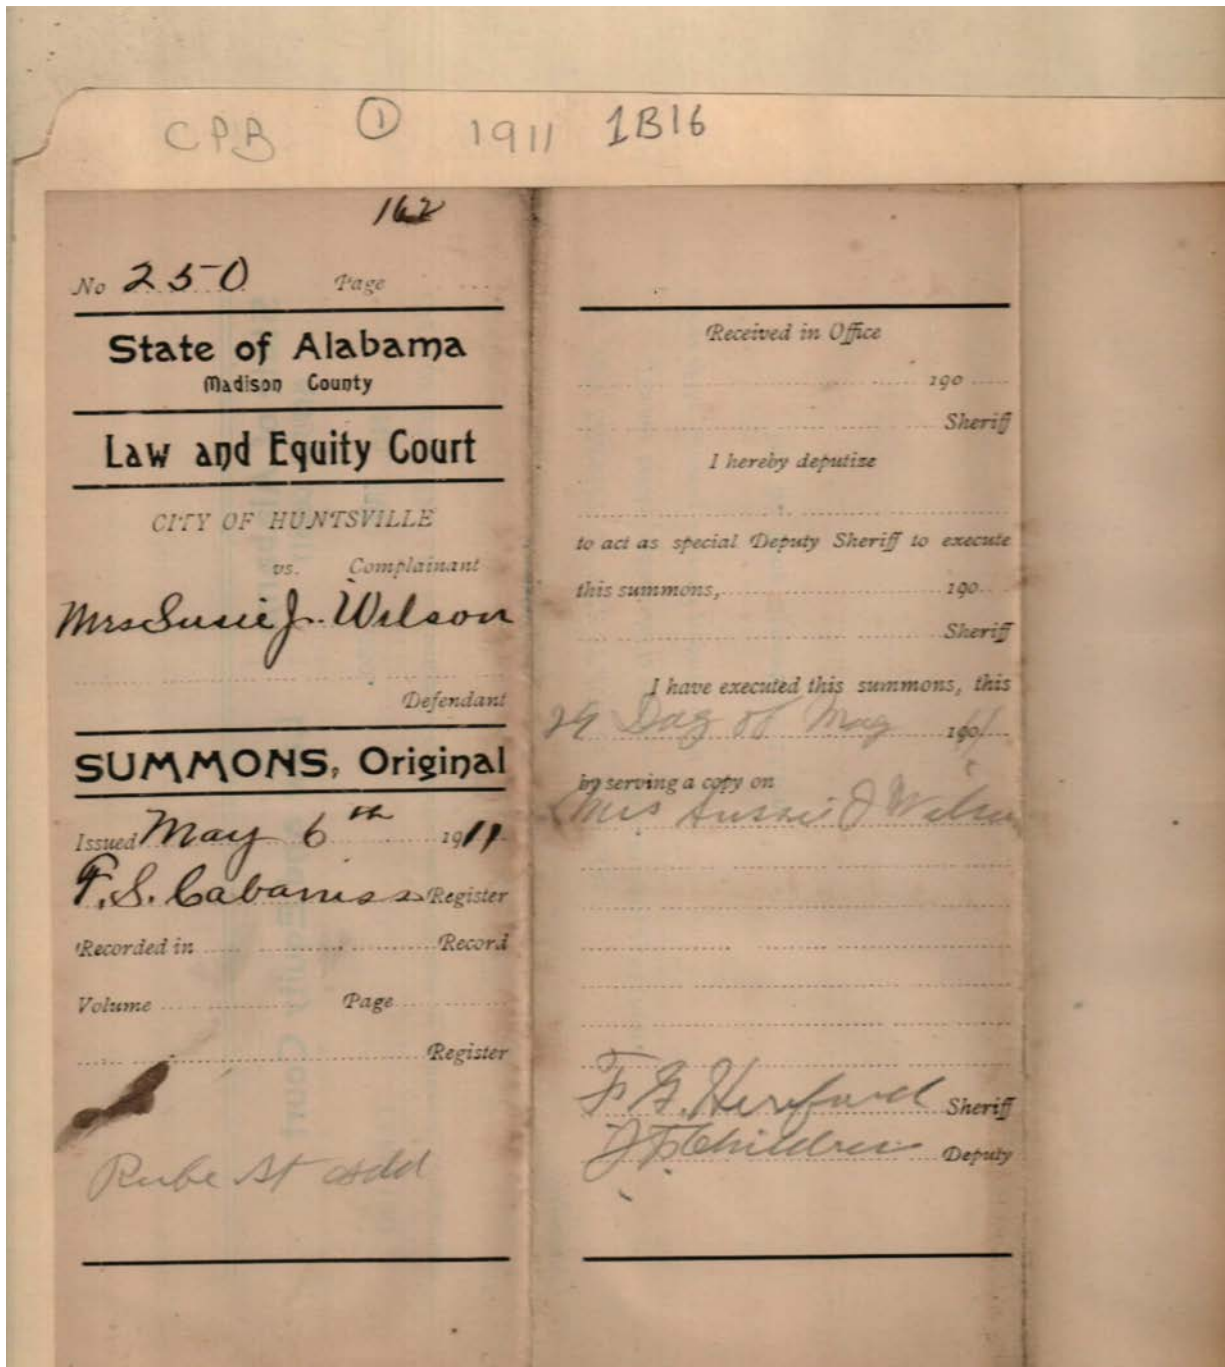 CPB ① 1911 1B16
162
No 250 Page
State of Alabama
Madison County
Law and Equity Court
CITY OF HUNTSVILLE
vs. Complainant
Mrs Susie J. Wilson
Defendant
SUMMONS, Original
Issued May 6th 1911
F. S. Cabaniss Register
Recorded in Record
Volume Page
Register
Rube St add
Received in Office
190
Sheriff
I hereby deputize
to act as special Deputy Sheriff to execute
this summons, 190
Sheriff
I have executed this summons, this
29 Day of May 1911
by serving a copy on
Mrs Sussie J Wilson
Sheriff
Deputy